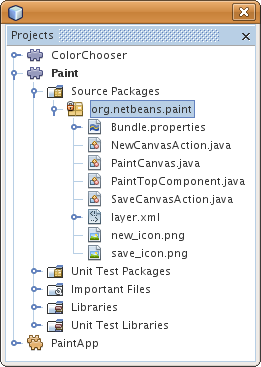 Projects
ColorChooser
Paint
Source Packages
org.netbeans.paint
Bundle.properties
NewCanvasAction.java
PaintCanvas.java
PaintTopComponent.java
SaveCanvasAction.java
layer.xml
new_icon.png
save_icon.png
Unit Test Packages
Important Files
Libraries
Unit Test Libraries
PaintApp